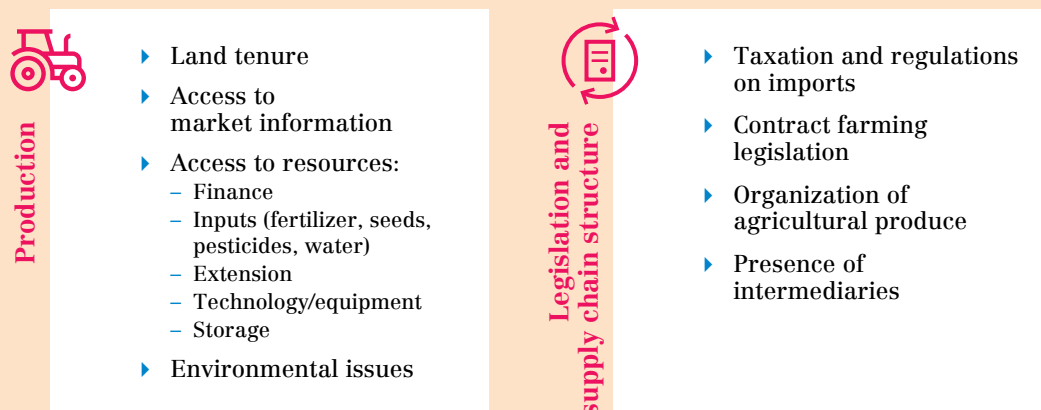 Production
Land tenure
Access to
market information
Access to resources:
– Finance
– Inputs (fertilizer, seeds,
pesticides, water)
– Extension
– Technology/equipment
– Storage
Environmental issues
Legislation and
supply chain structure
Taxation and regulations
on imports
Contract farming
legislation
Organization of
agricultural produce
Presence of
intermediaries